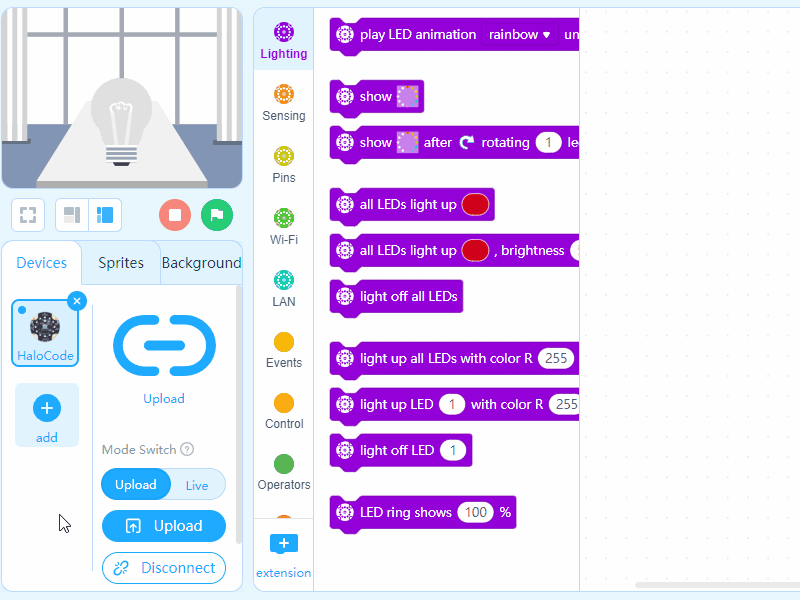 Devices
Sprites
Background
HaloCode
add
Upload
Mode Switch ?
Upload Live
Upload
Disconnect
Lighting
Sensing
Pins
Wi-Fi
LAN
Events
Control
Operators
extension
play LED animation rainbow
show
show after rotating 1
all LEDs light up
all LEDs light up , brightness
light off all LEDs
light up all LEDs with color R 255
light up LED 1 with color R 255
light off LED 1
LED ring shows 100 %